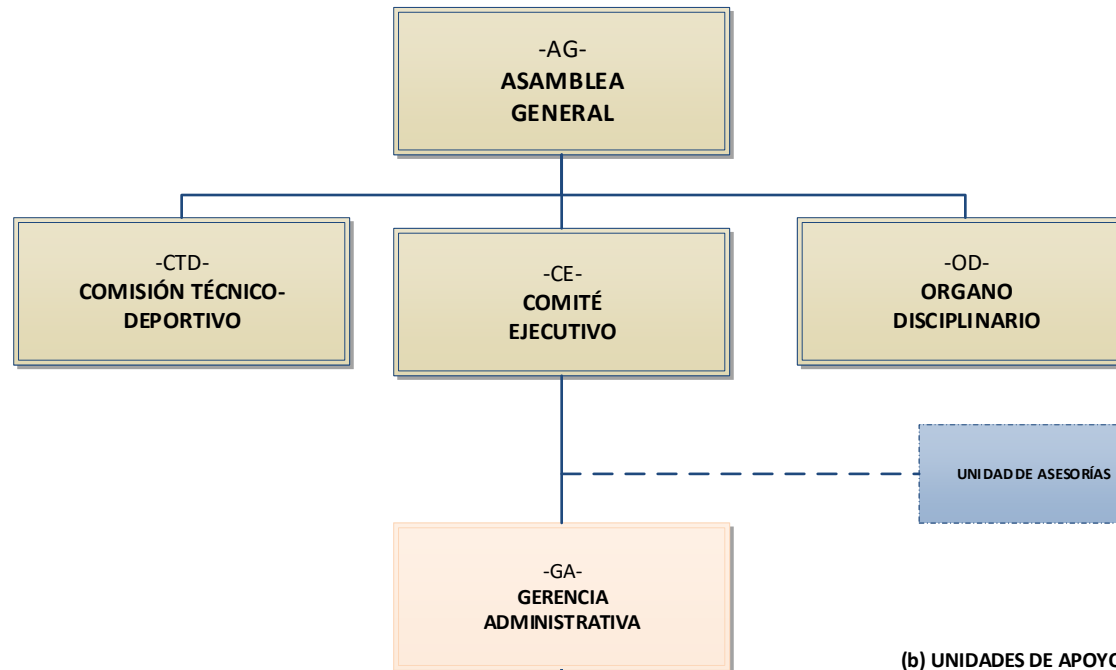 -AG-
ASAMBLEA
GENERAL
-CTD-
COMISIÓN TÉCNICO-
DEPORTIVO
-CE-
COMITÉ
EJECUTIVO
-OD-
ORGANO
DISCIPLINARIO
UNIDAD DE ASESORÍAS
-GA-
GERENCIA
ADMINISTRATIVA
(b) UNIDADES DE APOYO